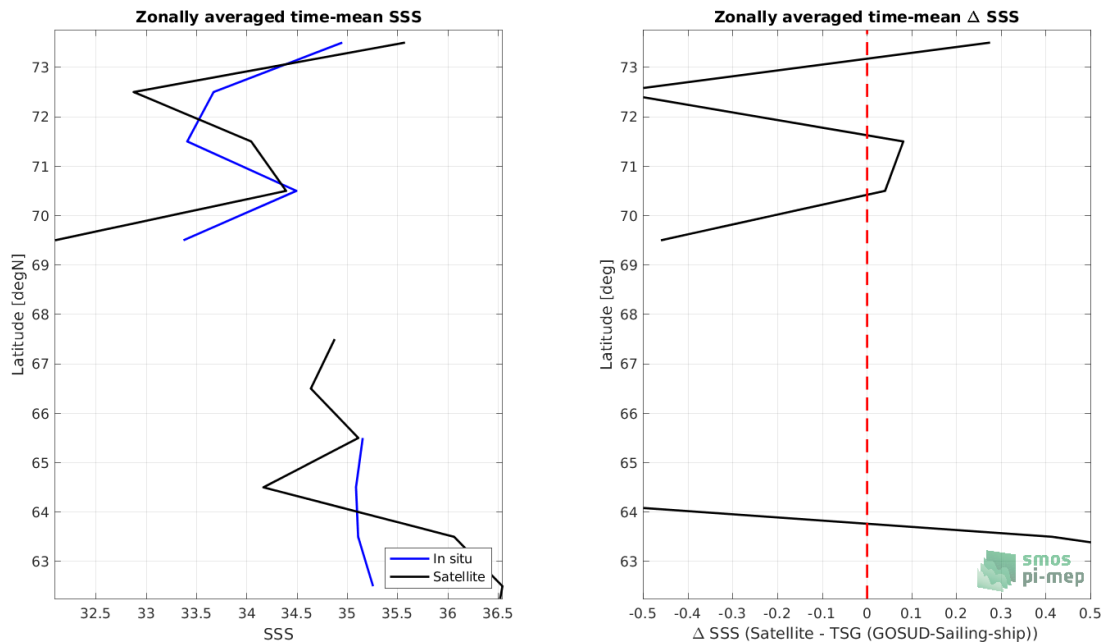 Zonally averaged time-mean SSS
73
72
71
70
69
68
67
66
65
64
63
Latitude [degN]
32.5 33 33.5 34 34.5 35 35.5 36 36.5
SSS
In situ
Satellite
Zonally averaged time-mean Δ SSS
73
72
71
70
69
68
67
66
65
64
63
Latitude [deg]
-0.5 -0.4 -0.3 -0.2 -0.1 0 0.1 0.2 0.3 0.4 0.5
Δ SSS (Satellite - TSG (GOSUD-Sailing-ship))
smos
pi-mep